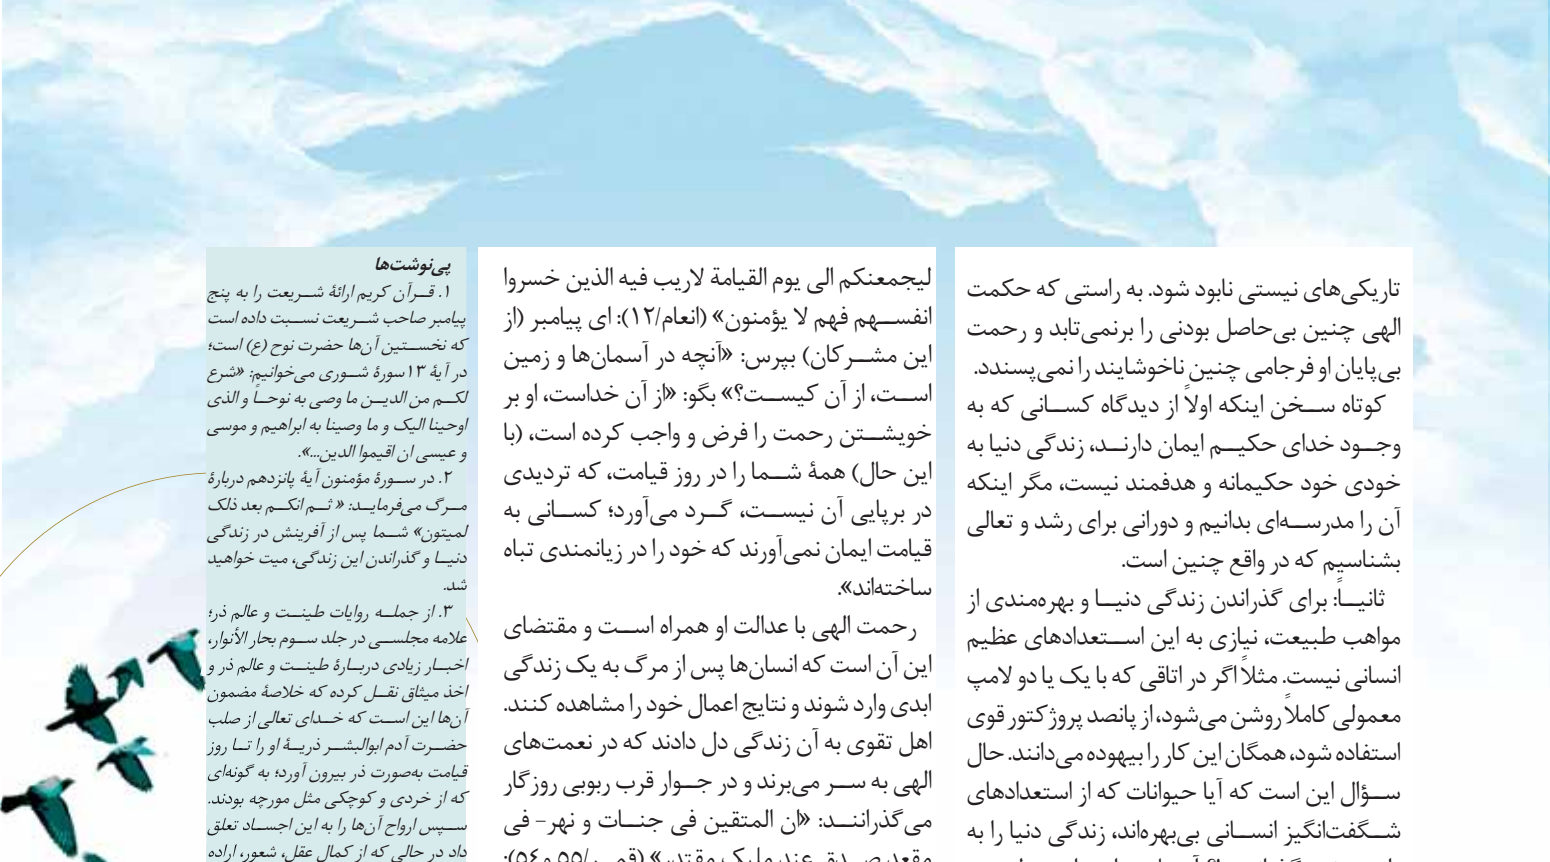 تاریکی‌های نیستی نابود شود. به راستی که حکمت
الهی چنین بی‌حاصل بودنی را برنمی‌تابد و رحمت
بی‌پایان او فرجامی چنین ناخوشایند را نمی‌پسندد.
کوتاه سخن اینکه اولاً از دیدگاه کسانی که به
وجود خدای حکیم ایمان دارند، زندگی دنیا به
خودی خود حکیمانه و هدفمند نیست، مگر اینکه
آن را مدرسه‌ای بدانیم و دورانی برای رشد و تعالی
بشناسیم که در واقع چنین است.
ثانیاً: برای گذراندن زندگی دنیا و بهره‌مندی از
مواهب طبیعت، نیازی به این استعدادهای عظیم
انسانی نیست. مثلاً اگر در اتاقی که با یک یا دو لامپ
معمولی کاملاً روشن می‌شود، از پانصد پروژکتور قوی
استفاده شود، همگان این کار را بیهوده می‌دانند. حال
سؤال این است که آیا حیوانات که از استعدادهای
شگفت‌انگیز انسانی بی‌بهره‌اند، زندگی دنیا را به
لیجمعنکم الی یوم القیامة لاریب فیه الذین خسروا
انفسهم فهم لا یؤمنون» (انعام/۱۲): ای پیامبر (از
این مشرکان) بپرس: «آنچه در آسمان‌ها و زمین
است، از آن کیست؟» بگو: «از آن خداست، او بر
خویشتن رحمت را فرض و واجب کرده است، (با
این حال) همهٔ شما را در روز قیامت، که تردیدی
در برپایی آن نیست، گرد می‌آورد؛ کسانی به
قیامت ایمان نمی‌آورند که خود را در زیانمندی تباه
ساخته‌اند».
رحمت الهی با عدالت او همراه است و مقتضای
این آن است که انسان‌ها پس از مرگ به یک زندگی
ابدی وارد شوند و نتایج اعمال خود را مشاهده کنند.
اهل تقوی به آن زندگی دل دادند که در نعمت‌های
الهی به سر می‌برند و در جوار قرب ربوبی روزگار
می‌گذرانند: «ان المتقین فی جنات و نهر- فی
مقعد صدق عند ملیک مقتدر» (قمر/۵۵ و ۵۴):
پی‌نوشت‌ها
۱. قرآن کریم ارائهٔ شریعت را به پنج
پیامبر صاحب شریعت نسبت داده است
که نخستین آن‌ها حضرت نوح (ع) است؛
در آیهٔ ۱۳ سورهٔ شوری می‌خوانیم: «شرع
لکم من الدین ما وصی به نوحاً و الذی
اوحینا الیک و ما وصینا به ابراهیم و موسی
و عیسی ان اقیموا الدین...».
۲. در سورهٔ مؤمنون آیهٔ پانزدهم دربارهٔ
مرگ می‌فرماید: « ثم انکم بعد ذلک
لمیتون» شما پس از آفرینش در زندگی
دنیا و گذراندن این زندگی، میت خواهید
شد.
۳. از جمله روایات طینت و عالم ذر؛
علامه مجلسی در جلد سوم بحار الأنوار،
اخبار زیادی دربارهٔ طینت و عالم ذر و
اخذ میثاق نقل کرده که خلاصهٔ مضمون
آن‌ها این است که خدای تعالی از صلب
حضرت آدم ابوالبشر ذریهٔ او را تا روز
قیامت به‌صورت ذر بیرون آورد؛ به گونه‌ای
که از خردی و کوچکی مثل مورچه بودند.
سپس ارواح آن‌ها را به این اجساد تعلق
داد در حالی که از کمال عقل، شعور، اراده